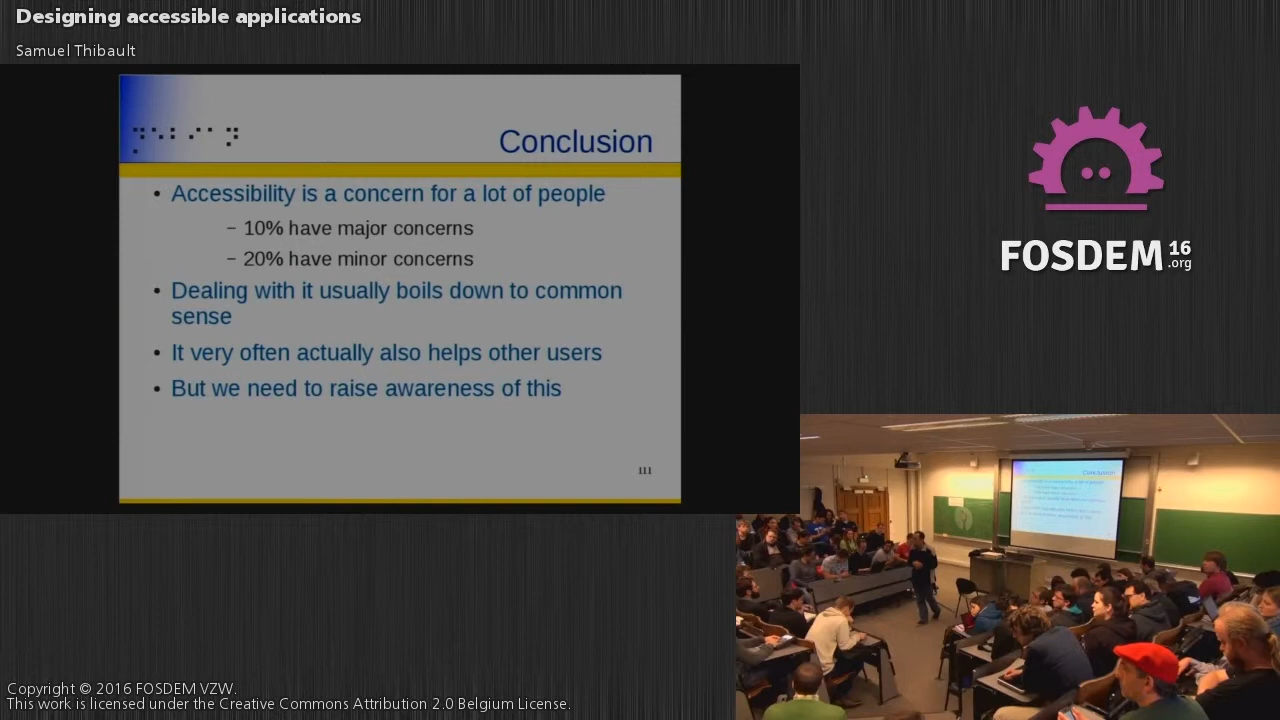 Designing accessible applications
Samuel Thibault
Conclusion
• Accessibility is a concern for a lot of people
– 10% have major concerns
– 20% have minor concerns
• Dealing with it usually boils down to common
sense
• It very often actually also helps other users
• But we need to raise awareness of this
111
FOSDEM 16
.org
Conclusion
Copyright © 2016 FOSDEM VZW.
This work is licensed under the Creative Commons Attribution 2.0 Belgium License.